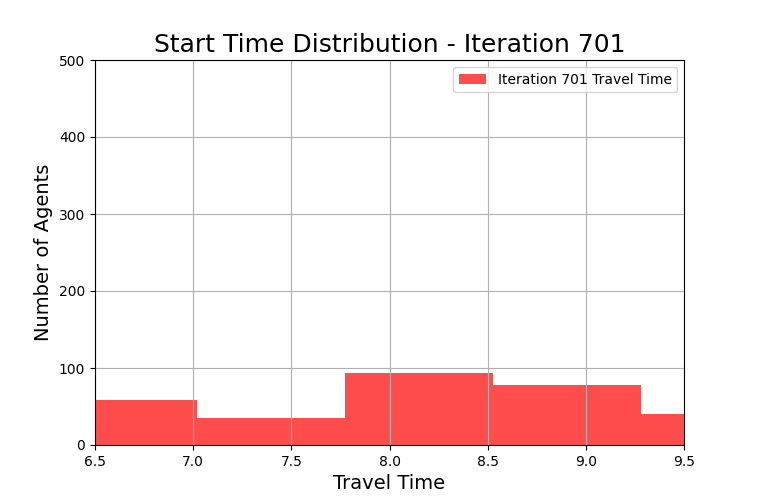 Start Time Distribution - Iteration 701
500
400
300
200
100
0
Number of Agents
Iteration 701 Travel Time
6.5 7.0 7.5 8.0 8.5 9.0 9.5
Travel Time